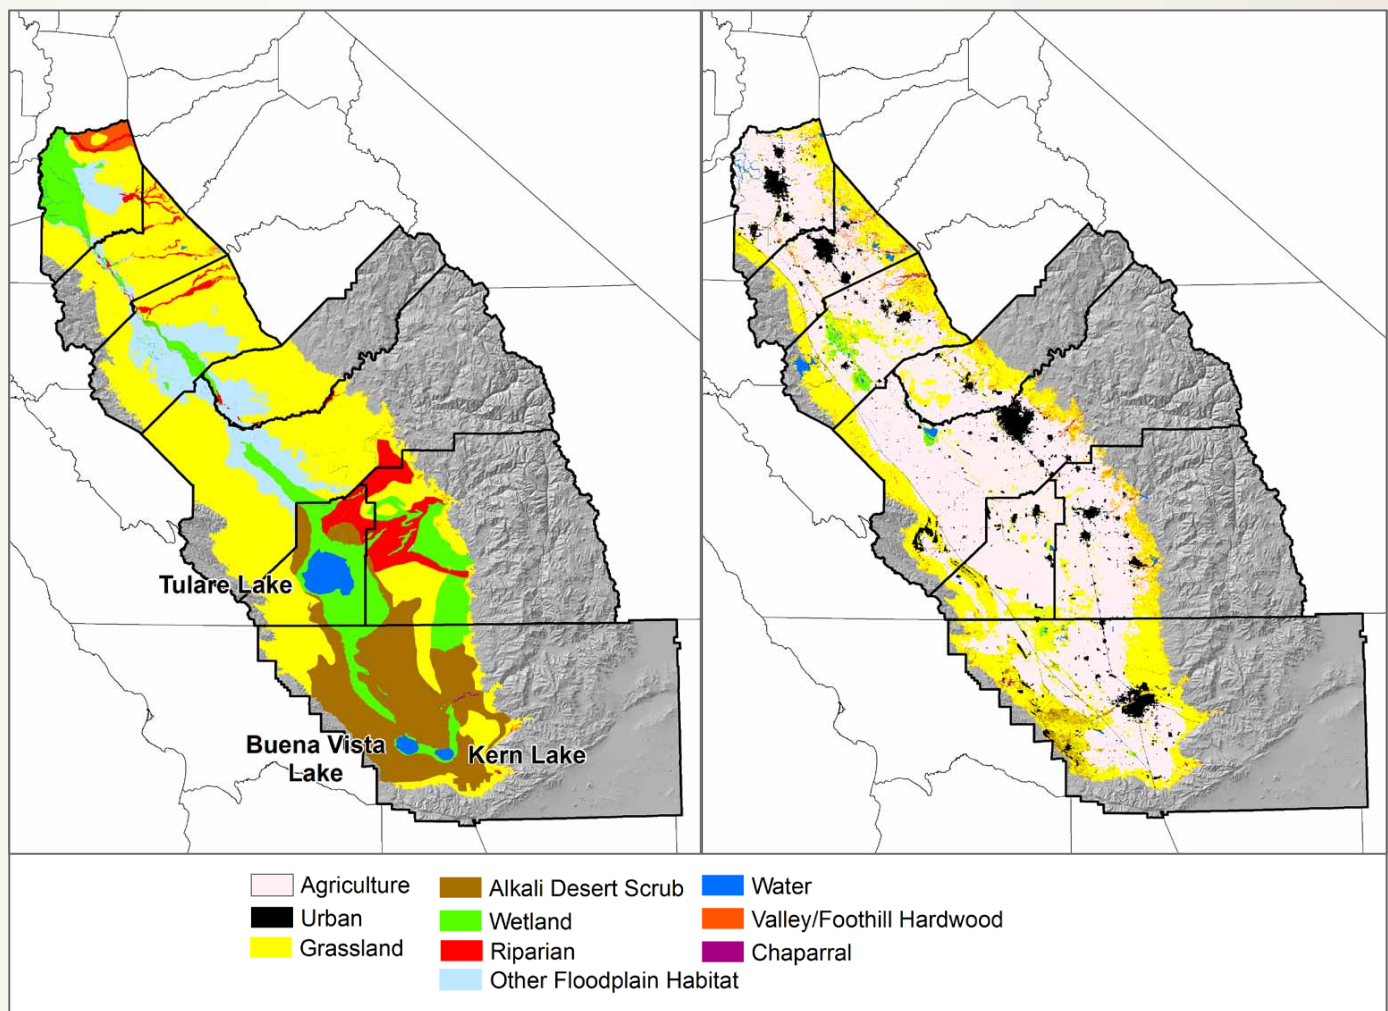 Tulare Lake
Buena Vista
Lake
Kern Lake
Agriculture
Urban
Grassland
Alkali Desert Scrub
Wetland
Riparian
Other Floodplain Habitat
Water
Valley/Foothill Hardwood
Chaparral